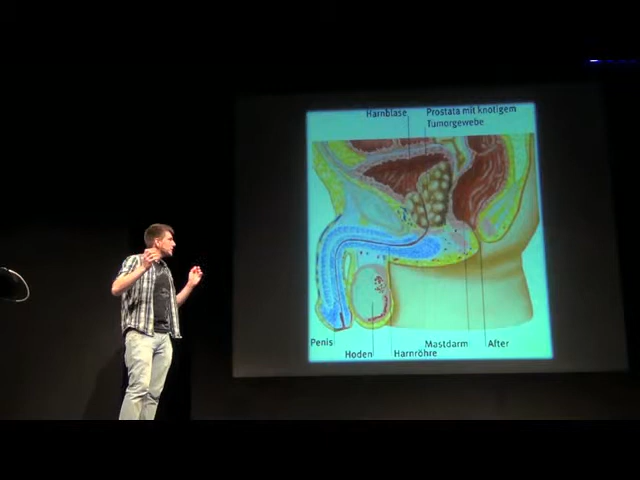 Harnblase
Prostata mit knotigem
Tumorgewebe
Penis
Hoden
Harnröhre
Mastdarm
After